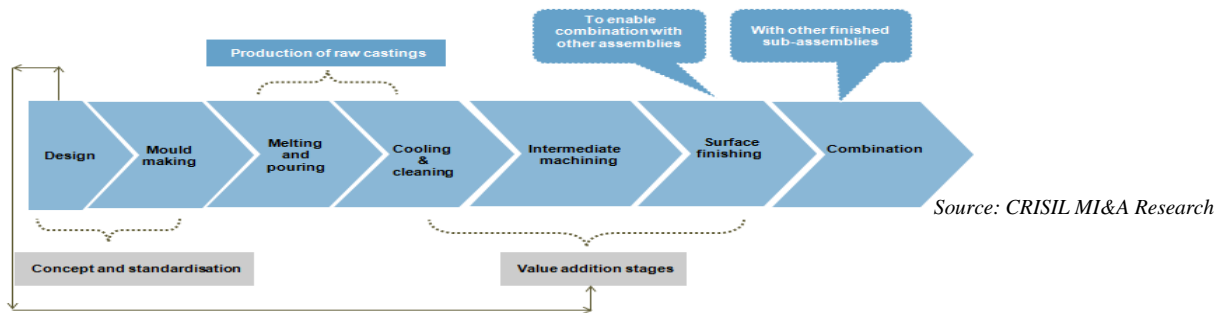 To enable
combination with
other assemblies
With other finished
sub-assemblies
Production of raw castings
Design
Mould
making
Melting
and
pouring
Cooling
&
cleaning
Intermediate
machining
Surface
finishing
Combination
Source: CRISIL MI&A Research
Concept and standardisation
Value addition stages